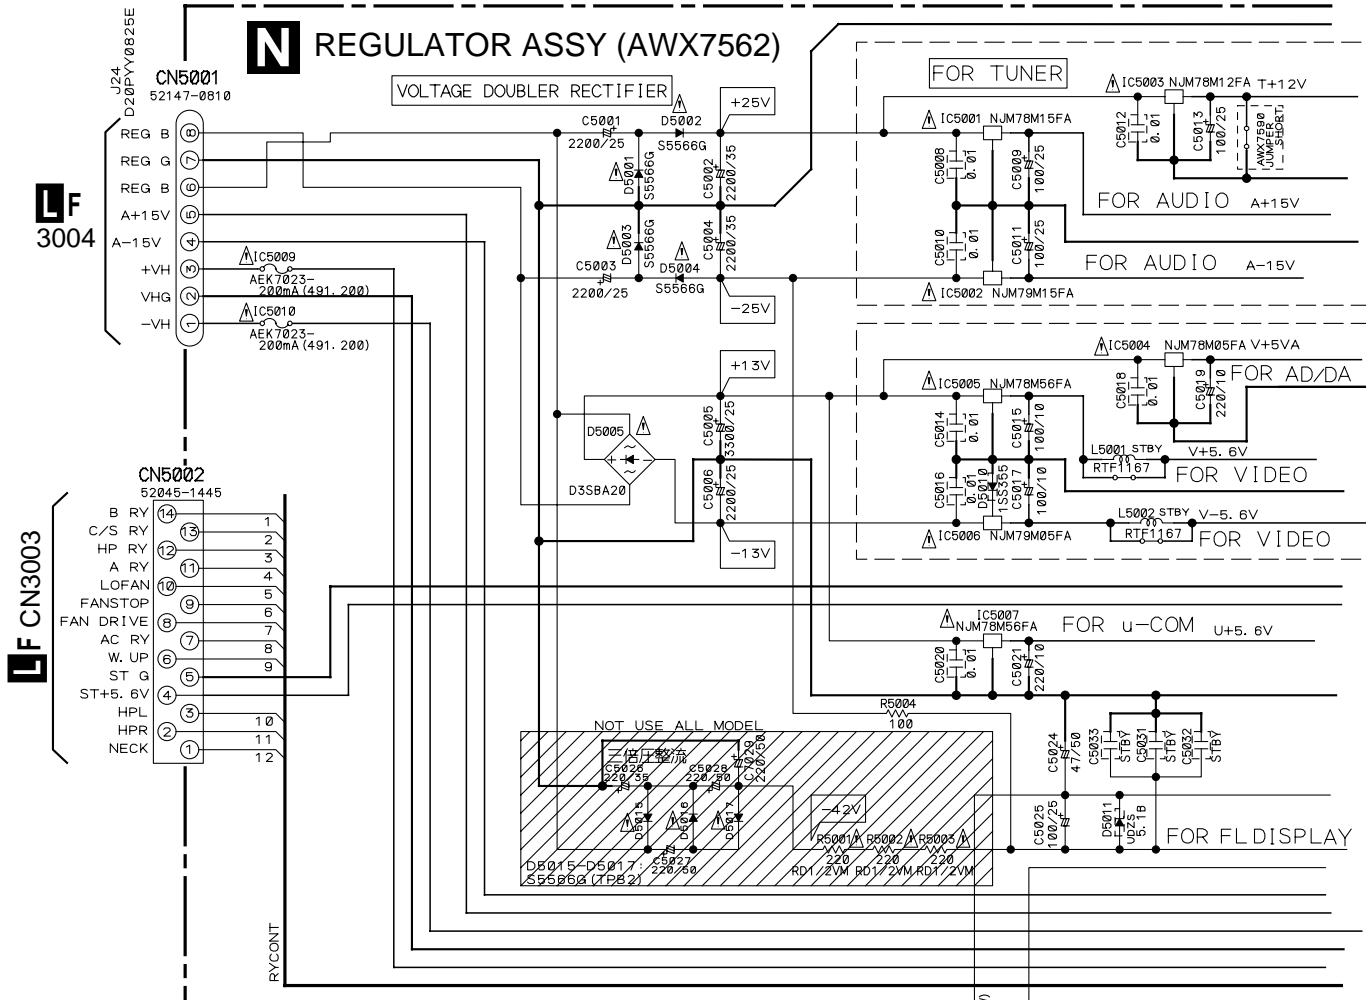 N REGULATOR ASSY (AWX7562)
J24
D20PYY0825E
CN5001
52147-0810
REG B 8
REG G 7
REG B 6
A+15V 5
A-15V 4
+VH 3
VHG 2
-VH 1
LF
3004
IC5009
AEK7023-
200mA(491.200)
IC5010
AEK7023-
200mA(491.200)
VOLTAGE DOUBLER RECTIFIER
C5001
2200/25
D5002
S5566G
D5001
S5566G
C5002
2200/35
D5003
S5566G
C5004
2200/35
C5003
2200/25
D5004
S5566G
+25V
-25V
FOR TUNER
IC5003 NJM78M12FA T+12V
C5012
0.01
C5013
100/25
AWX7590
JUMPER
SHORT
IC5001 NJM78M15FA
C5008
0.01
C5009
100/25
FOR AUDIO A+15V
C5010
0.01
C5011
100/25
FOR AUDIO A-15V
IC5002 NJM79M15FA
+13V
D5005
D3SBA20
C5005
3300/25
C5006
2200/25
-13V
IC5004 NJM78M05FA V+5VA
C5018
0.01
C5019
220/10
FOR AD/DA
IC5005 NJM78M56FA
C5014
0.01
C5015
100/10
L5001 STBY
RTF1167
V+5.6V
FOR VIDEO
C5016
0.01
D5010
1SS355
C5017
100/10
L5002 STBY
RTF1167
V-5.6V
FOR VIDEO
IC5006 NJM79M05FA
CN5002
52045-1445
B RY 14
C/S RY 13
HP RY 12
A RY 11
LOFAN 10
FANSTOP 9
FAN DRIVE 8
AC RY 7
W.UP 6
ST G 5
ST+5.6V 4
HPL 3
HPR 2
NECK 1
1
2
3
4
5
6
7
8
9
10
11
12
LF CN3003
RYCONT
IC5007
NJM78M56FA
FOR u-COM U+5.6V
C5020
0.01
C5021
220/10
R5004
100
NOT USE ALL MODEL
三倍圧整流
C5026
220/35
C5028
220/50
C7029
220/50
D5015
D5016
D5017
C5027
220/50
D5015-D5017:
S5566G(TPB2)
-42V
R5001 R5002 R5003
220 220 220
RD1/2VM RD1/2VM RD1/2VM
C5024
47/50
C5033
STBY
C5031
STBY
C5032
STBY
C5025
100/25
D5011
UDZS
5.1B
FOR FL DISPLAY